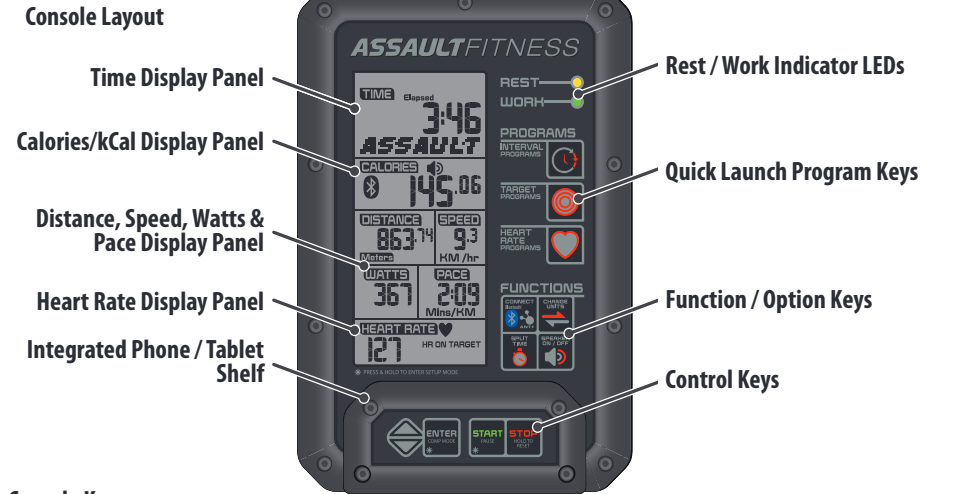 Console Layout
ASSAULTFITNESS
Time Display Panel
Calories/kCal Display Panel
Distance, Speed, Watts &
Pace Display Panel
Heart Rate Display Panel
Integrated Phone / Tablet
Shelf
TIME
Elapsed
3:46
ASSAULT
CALORIES
145.06
DISTANCE
863.74
Meters
SPEED
9.3
KM /hr
WATTS
367
PACE
2:09
Mins/KM
HEART RATE
127
HR ON TARGET
PRESS & HOLD TO ENTER SETUP MODE
REST
WORK
PROGRAMS
INTERVAL
PROGRAMS
TARGET
PROGRAMS
HEART
RATE
PROGRAMS
FUNCTIONS
CONNECT
Bluetooth
ANT+
CHANGE
UNITS
SPLIT
TIME
SPEAKER
ON / OFF
ENTER
COMP MODE
START
PAUSE
STOP
HOLD TO
RESET
Rest / Work Indicator LEDs
Quick Launch Program Keys
Function / Option Keys
Control Keys